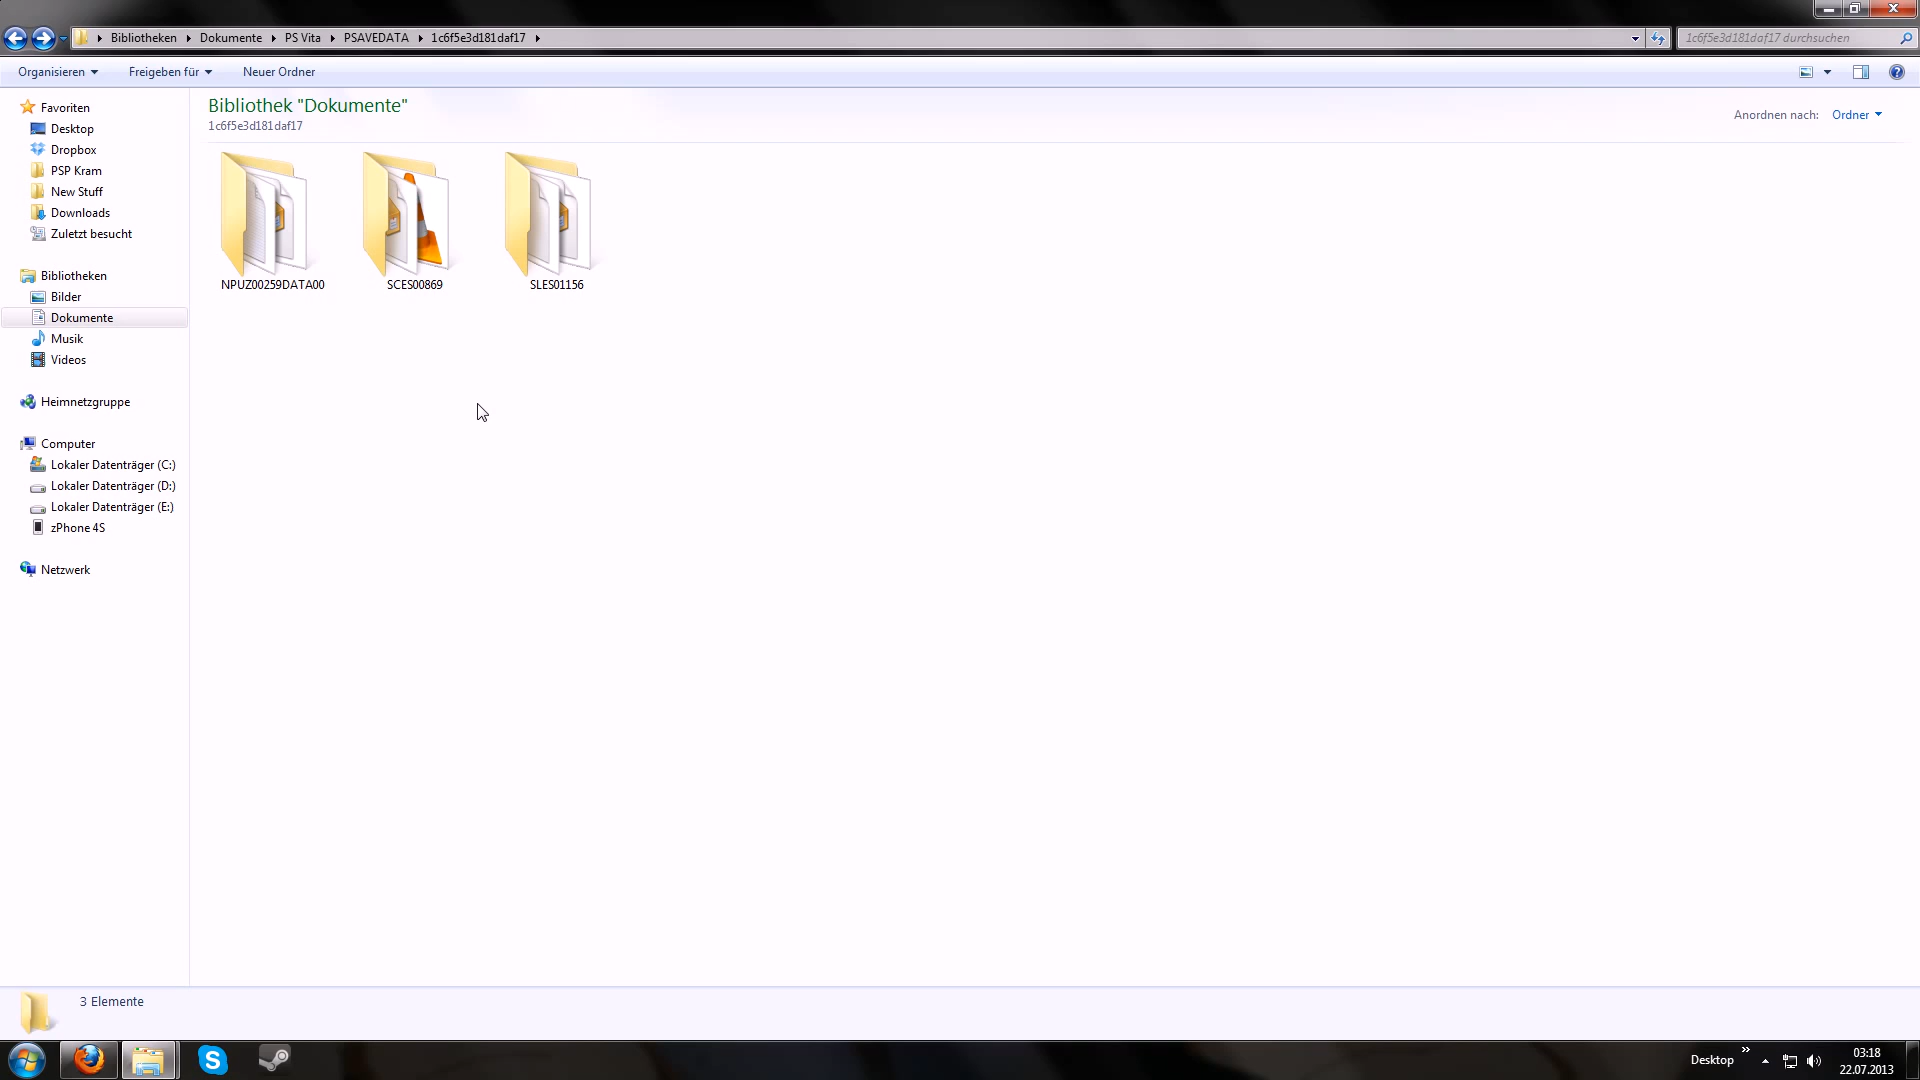 Bibliotheken Dokumente PS Vita PSAVEDATA 1c6f5e3d181daf17
1c6f5e3d181daf17 durchsuchen
Organisieren Freigeben für Neuer Ordner
Bibliothek "Dokumente"
1c6f5e3d181daf17
Anordnen nach: Ordner
Favoriten
Desktop
Dropbox
PSP Kram
New Stuff
Downloads
Zuletzt besucht
Bibliotheken
Bilder
Dokumente
Musik
Videos
Heimnetzgruppe
Computer
Lokaler Datenträger (C:)
Lokaler Datenträger (D:)
Lokaler Datenträger (E:)
zPhone 4S
Netzwerk
NPUZ00259DATA00 SCES00869 SLES01156
3 Elemente
Desktop
03:18
22.07.2013